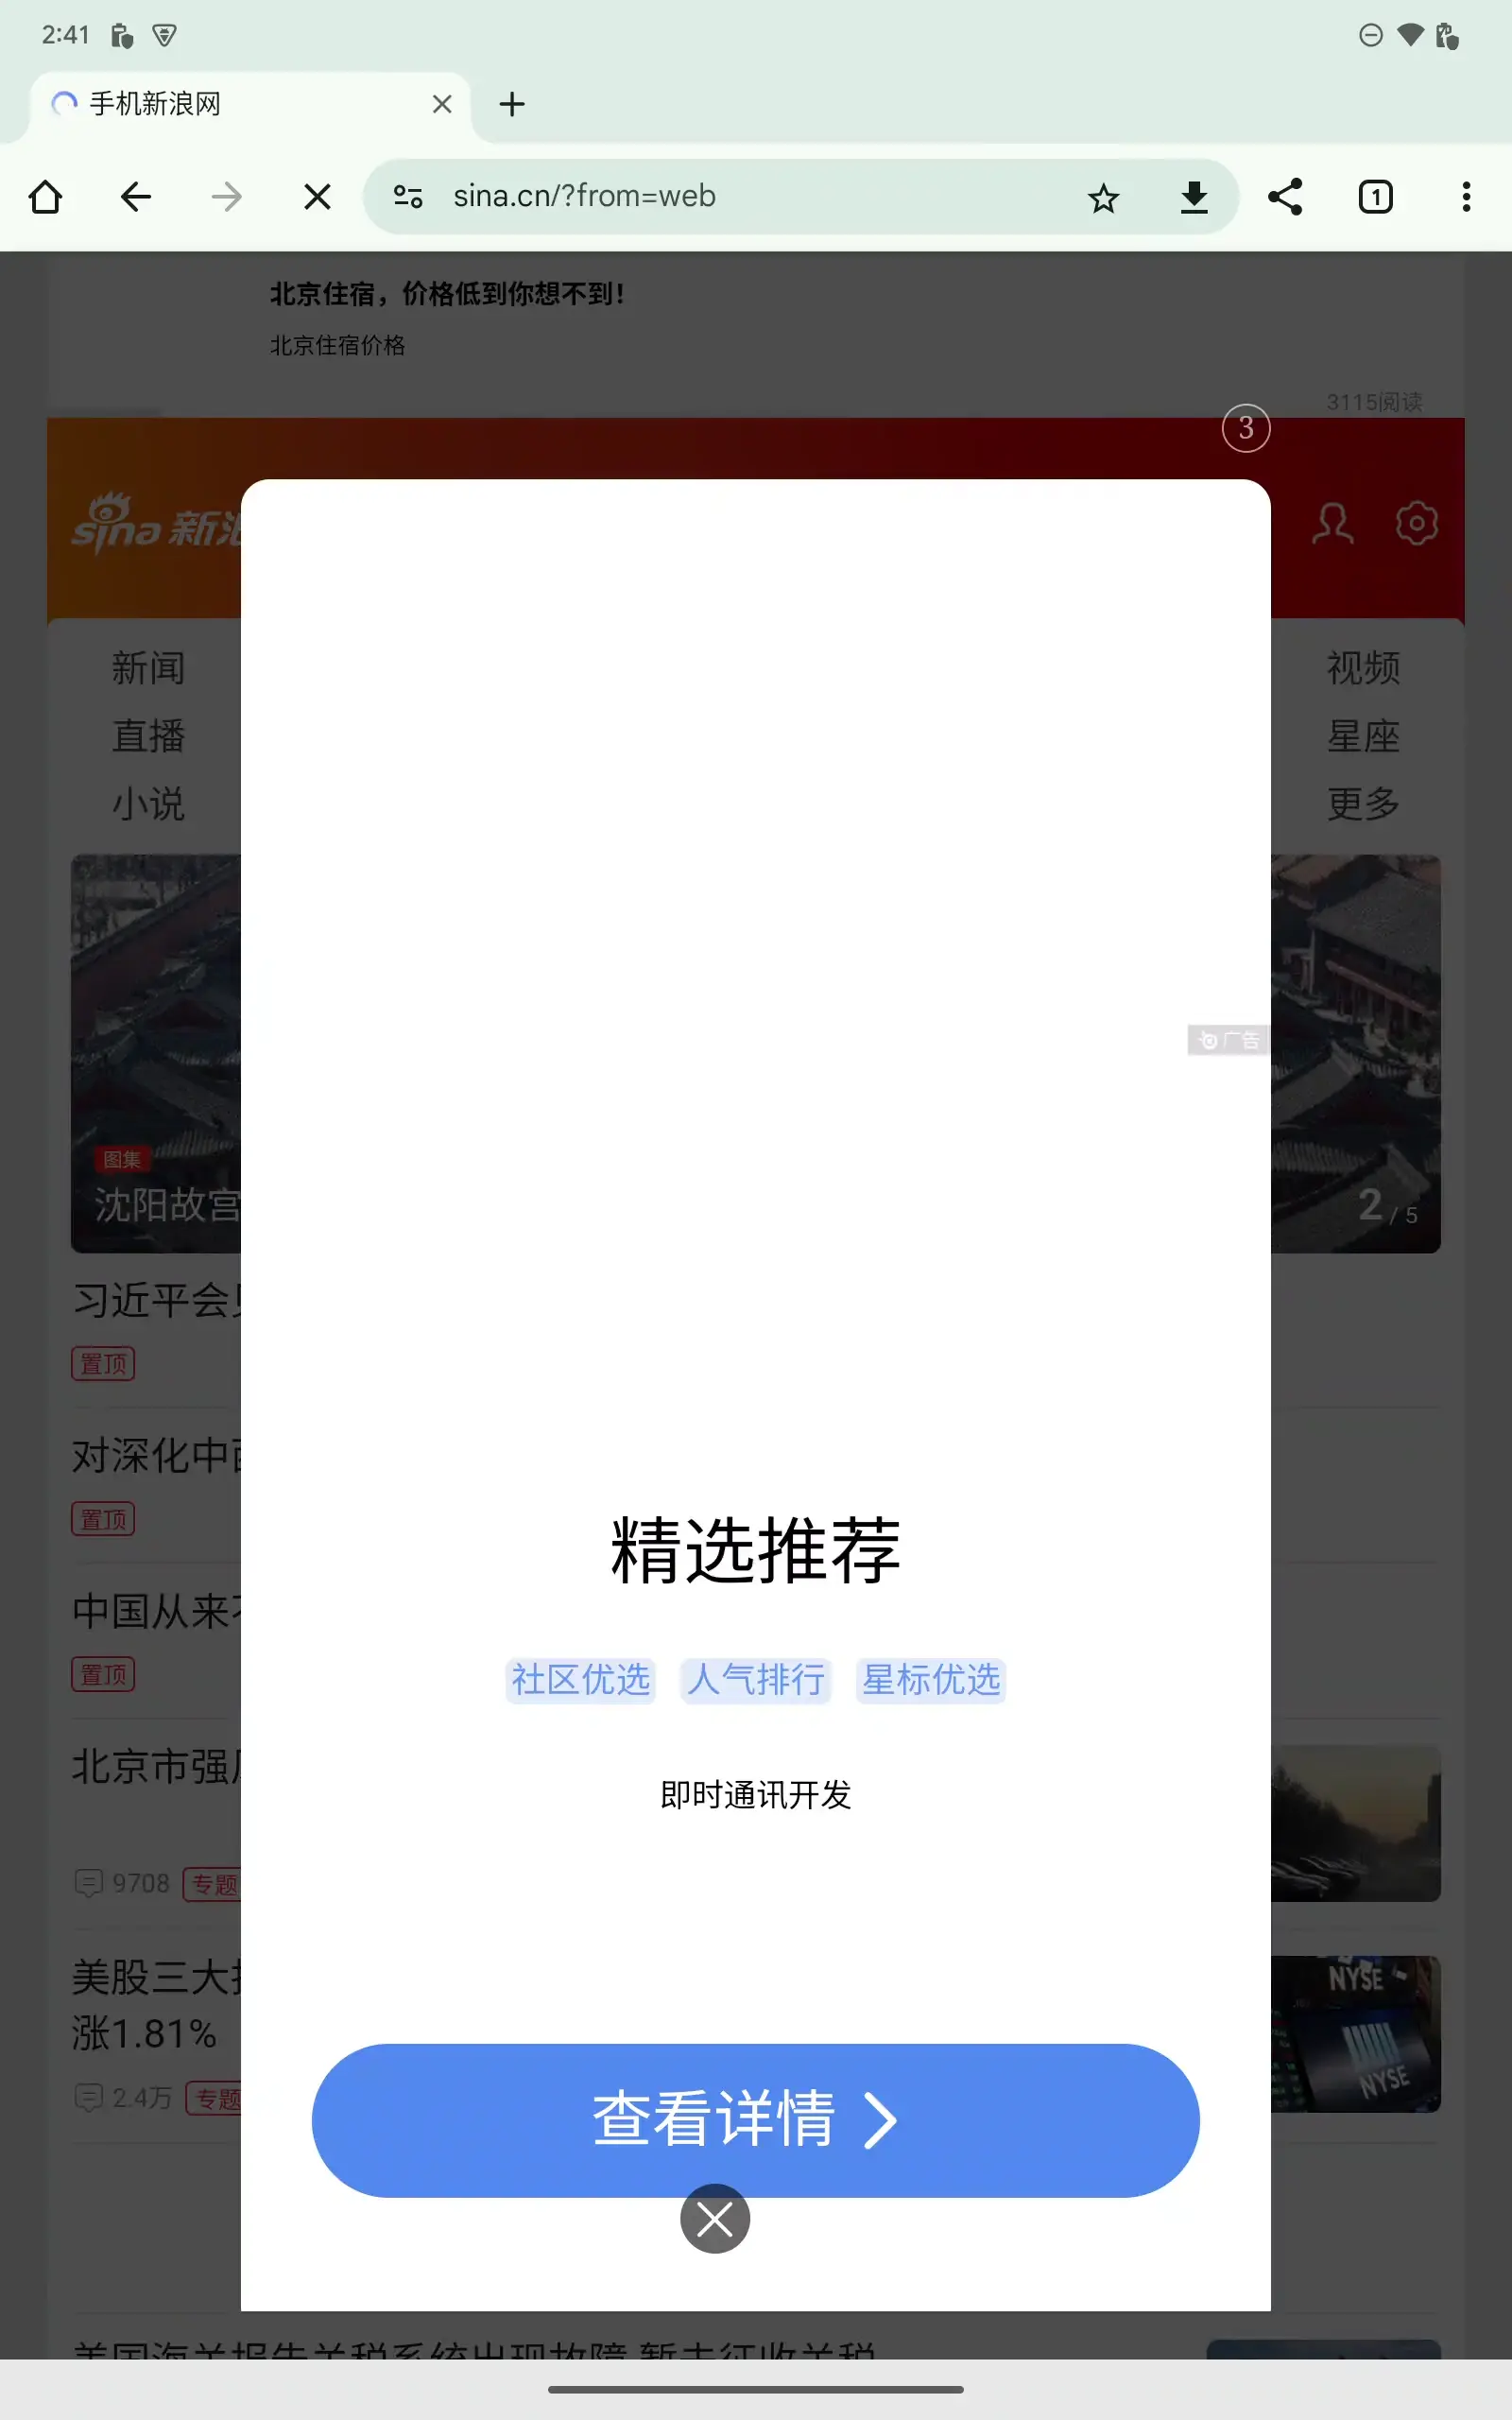 2:41
手机新浪网
sina.cn/?from=web
1
北京住宿，价格低到你想不到！
北京住宿价格
3115阅读
3
sina 新浪
新闻
视频
直播
星座
小说
更多
广告
图集
沈阳故宫
2 / 5
习近平会
置顶
对深化中
置顶
中国从来
置顶
北京市强
9708 专题
美股三大
涨1.81%
2.4万 专题
NYSE
NYSE
精选推荐
社区优选 人气排行 星标优选
即时通讯开发
查看详情
美国海关报告关税系统出现故障 暂未征收关税